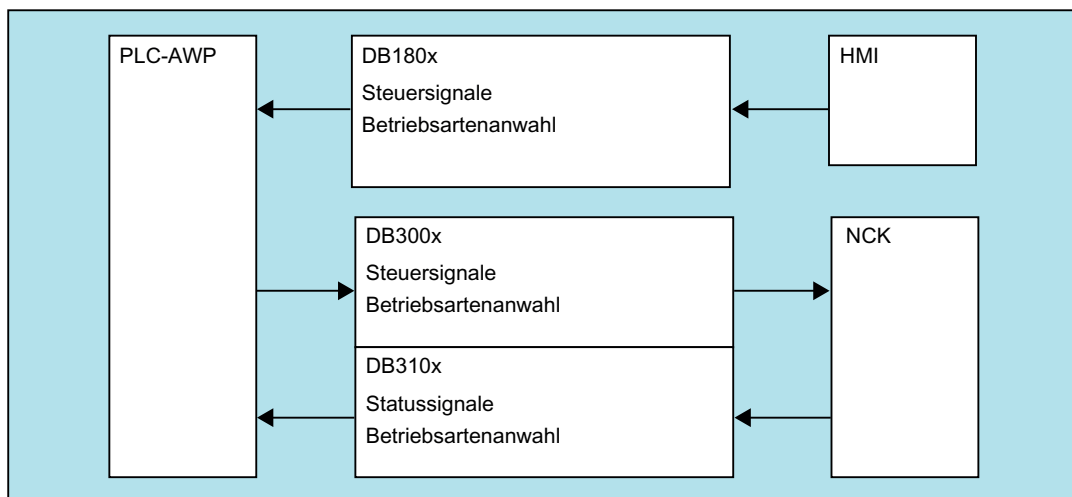 PLC-AWP
DB180x
Steuersignale
Betriebsartenanwahl
HMI
DB300x
Steuersignale
Betriebsartenanwahl
NCK
DB310x
Statussignale
Betriebsartenanwahl